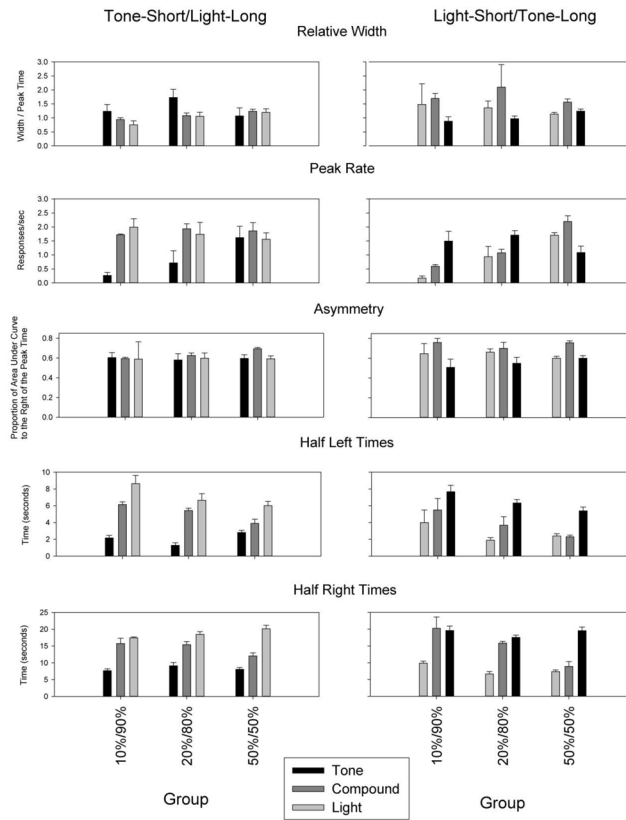 Tone-Short/Light-Long
Light-Short/Tone-Long
Relative Width
Width / Peak Time
3.0
2.5
2.0
1.5
1.0
0.5
0.0
Peak Rate
Responses/sec
3.0
2.5
2.0
1.5
1.0
0.5
0.0
Asymmetry
Proportion of Area Under Curve
to the Right of the Peak Time
0.8
0.6
0.4
0.2
0.0
Half Left Times
Time (seconds)
10
8
6
4
2
0
Half Right Times
Time (seconds)
25
20
15
10
5
0
10%/90%
20%/80%
50%/50%
10%/90%
20%/80%
50%/50%
Group
Group
Tone
Compound
Light